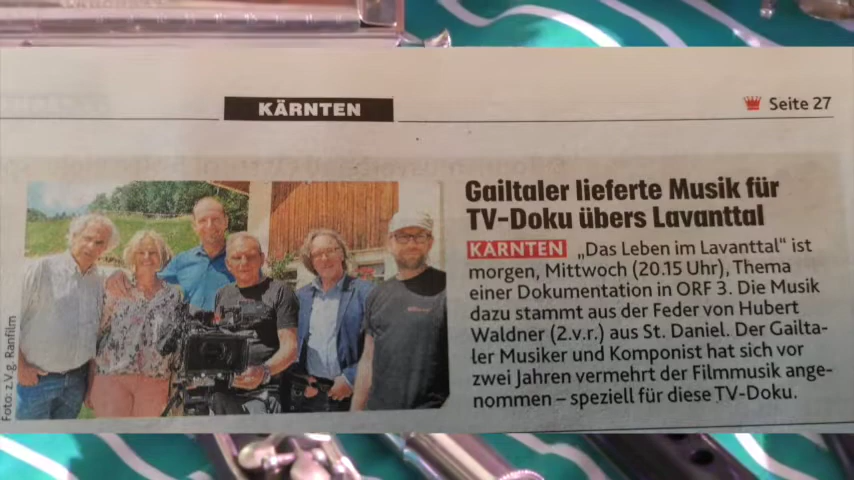 KÄRNTEN
Seite 27
Gailtaler lieferte Musik für
TV-Doku übers Lavanttal
KÄRNTEN „Das Leben im Lavanttal“ ist
morgen, Mittwoch (20.15 Uhr), Thema
einer Dokumentation in ORF 3. Die Musik
dazu stammt aus der Feder von Hubert
Waldner (2.v.r.) aus St. Daniel. Der Gailta-
ler Musiker und Komponist hat sich vor
zwei Jahren vermehrt der Filmmusik ange-
nommen – speziell für diese TV-Doku.
Foto: z.V.g. Ranfilm